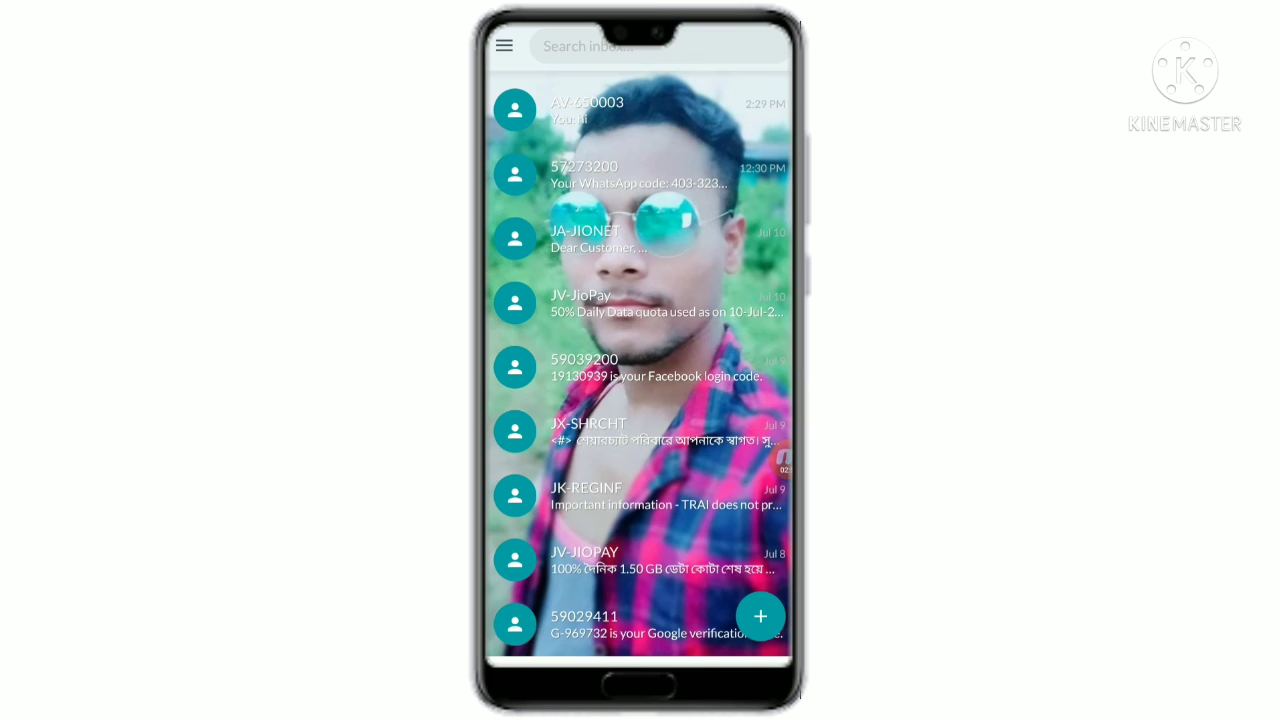 Search inbox...
AV-650003 2:29 PM
You: hi
57273200 12:30 PM
Your WhatsApp code: 403-323...
JA-JIONET Jul 10
Dear Customer, ...
JV-JioPay Jul 10
50% Daily Data quota used as on 10-Jul-2...
59039200 Jul 9
19130939 is your Facebook login code.
JX-SHRCHT Jul 9
<#> শেয়ারচ্যাট পরিবারে আপনাকে স্বাগত। সু...
JK-REGINF Jul 9
Important information - TRAI does not pr...
JV-JIOPAY Jul 8
100% দৈনিক 1.50 GB ডেটা কোটা শেষ হয়ে ...
59029411
G-969732 is your Google
K
KINEMASTER